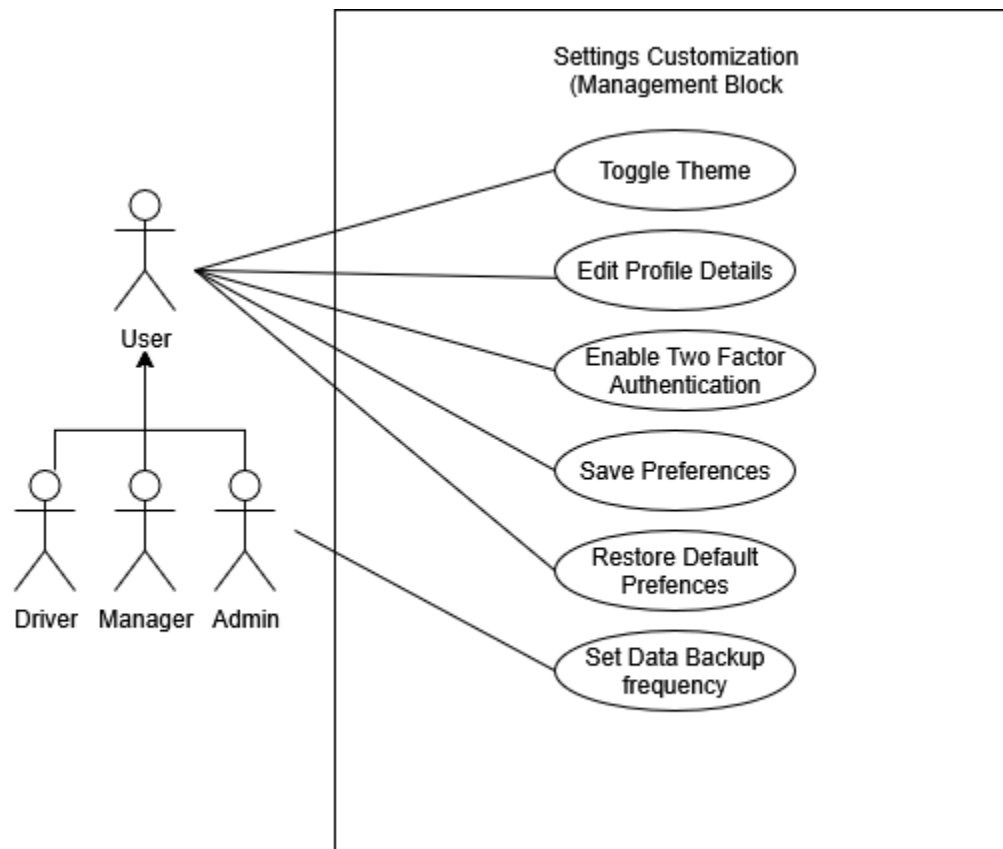 Settings Customization
(Management Block
Toggle Theme
Edit Profile Details
User
Enable Two Factor
Authentication
Save Preferences
Restore Default
Prefences
Driver
Manager
Admin
Set Data Backup
frequency